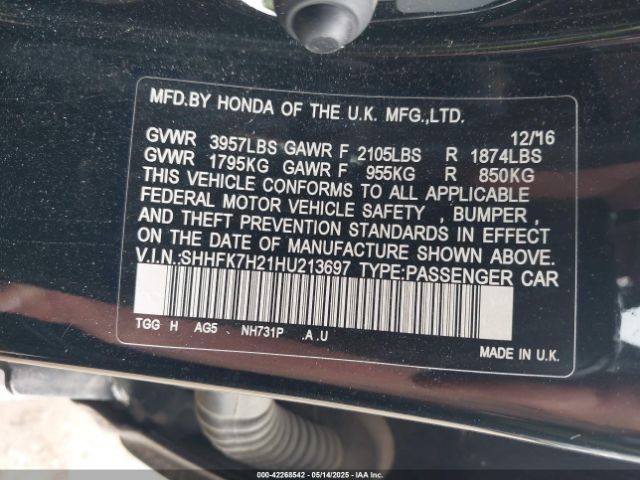 MFD.BY HONDA OF THE U.K. MFG.,LTD.
12/16
GVWR 3957LBS GAWR F 2105LBS R 1874LBS
GVWR 1795KG GAWR F 955KG R 850KG
THIS VEHICLE CONFORMS TO ALL APPLICABLE
FEDERAL MOTOR VEHICLE SAFETY , BUMPER ,
AND THEFT PREVENTION STANDARDS IN EFFECT
ON THE DATE OF MANUFACTURE SHOWN ABOVE.
V.I.N.:SHHFK7H21HU213697 TYPE:PASSENGER CAR
TGG H AG5 NH731P .A .U
MADE IN U.K.
000-42268542 05/14/2025 IAA Inc.